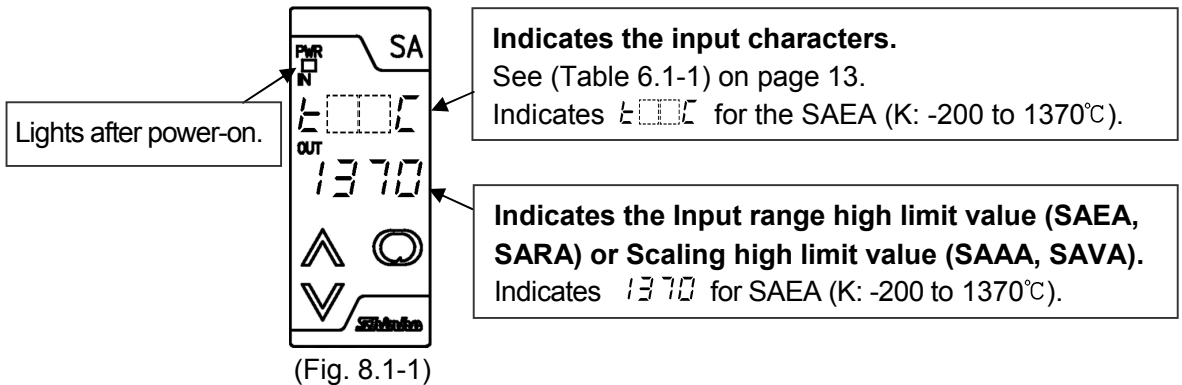 PWR
SA
IN
t C
OUT
1370
Shinko
Lights after power-on.
Indicates the input characters.
See (Table 6.1-1) on page 13.
Indicates t C for the SAEA (K: -200 to 1370℃).
Indicates the Input range high limit value (SAEA,
SARA) or Scaling high limit value (SAAA, SAVA).
Indicates 1370 for SAEA (K: -200 to 1370℃).
(Fig. 8.1-1)